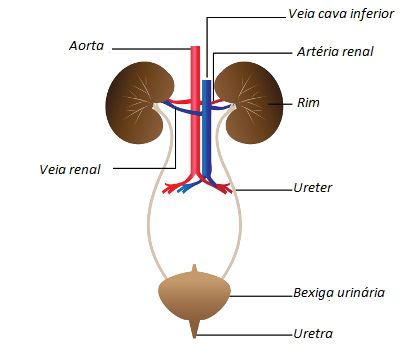 Veia cava inferior
Aorta
Artéria renal
Rim
Veia renal
Ureter
Bexiga urinária
Uretra